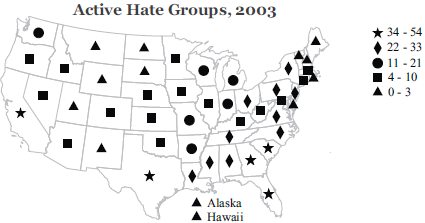 Active Hate Groups, 2003
34 - 54
22 - 33
11 - 21
4 - 10
0 - 3
Alaska
Hawaii